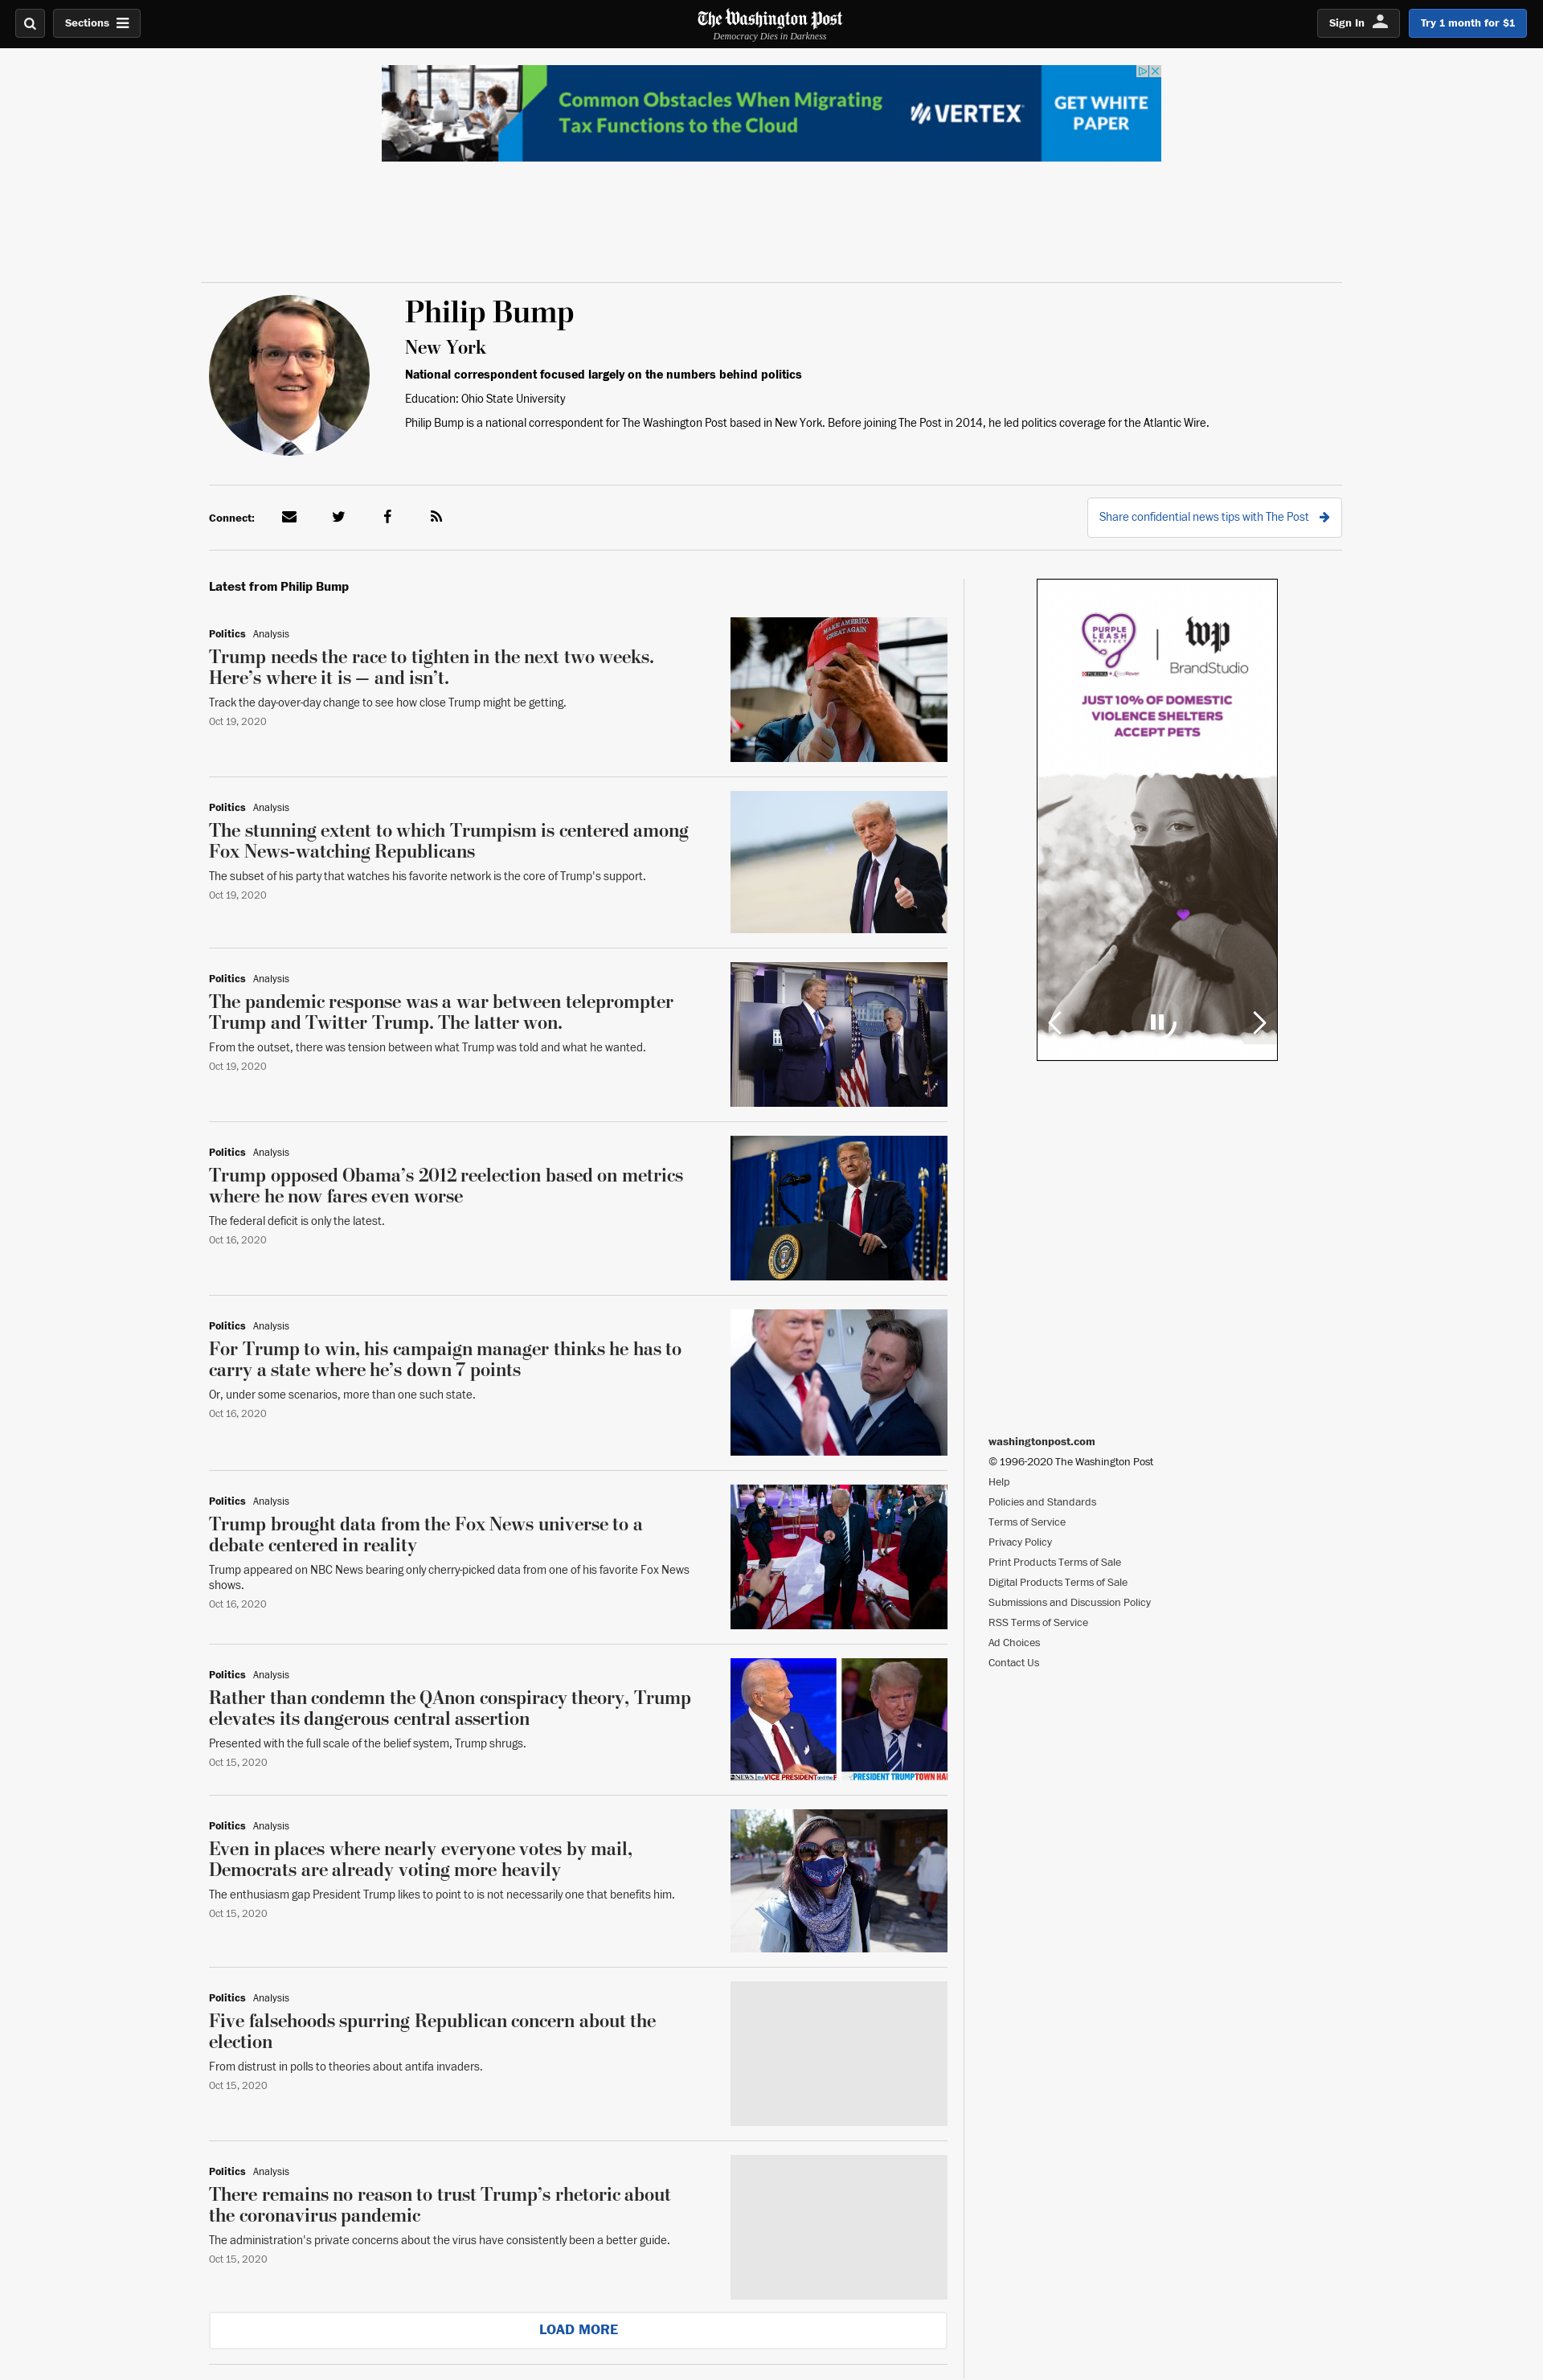 Sections
The Washington Post
Democracy Dies in Darkness
Sign In
Try 1 month for $1
Common Obstacles When Migrating
Tax Functions to the Cloud
VERTEX
GET WHITE
PAPER
Philip Bump
New York
National correspondent focused largely on the numbers behind politics
Education: Ohio State University
Philip Bump is a national correspondent for The Washington Post based in New York. Before joining The Post in 2014, he led politics coverage for the Atlantic Wire.
Connect:
Share confidential news tips with The Post
Latest from Philip Bump
Politics Analysis
Trump needs the race to tighten in the next two weeks.
Here’s where it is — and isn’t.
Track the day-over-day change to see how close Trump might be getting.
Oct 19, 2020
MAKE AMERICA
GREAT AGAIN
Politics Analysis
The stunning extent to which Trumpism is centered among
Fox News-watching Republicans
The subset of his party that watches his favorite network is the core of Trump's support.
Oct 19, 2020
Politics Analysis
The pandemic response was a war between teleprompter
Trump and Twitter Trump. The latter won.
From the outset, there was tension between what Trump was told and what he wanted.
Oct 19, 2020
Politics Analysis
Trump opposed Obama’s 2012 reelection based on metrics
where he now fares even worse
The federal deficit is only the latest.
Oct 16, 2020
Politics Analysis
For Trump to win, his campaign manager thinks he has to
carry a state where he’s down 7 points
Or, under some scenarios, more than one such state.
Oct 16, 2020
Politics Analysis
Trump brought data from the Fox News universe to a
debate centered in reality
Trump appeared on NBC News bearing only cherry-picked data from one of his favorite Fox News
shows.
Oct 16, 2020
Politics Analysis
Rather than condemn the QAnon conspiracy theory, Trump
elevates its dangerous central assertion
Presented with the full scale of the belief system, Trump shrugs.
Oct 15, 2020
NEWS the VICE PRESIDENT and the P
PRESIDENT TRUMP TOWN HAL
Politics Analysis
Even in places where nearly everyone votes by mail,
Democrats are already voting more heavily
The enthusiasm gap President Trump likes to point to is not necessarily one that benefits him.
Oct 15, 2020
Politics Analysis
Five falsehoods spurring Republican concern about the
election
From distrust in polls to theories about antifa invaders.
Oct 15, 2020
Politics Analysis
There remains no reason to trust Trump’s rhetoric about
the coronavirus pandemic
The administration's private concerns about the virus have consistently been a better guide.
Oct 15, 2020
LOAD MORE
PURPLE
LEASH
PROJECT
PURINA
wp
BrandStudio
JUST 10% OF DOMESTIC
VIOLENCE SHELTERS
ACCEPT PETS
washingtonpost.com
© 1996-2020 The Washington Post
Help
Policies and Standards
Terms of Service
Privacy Policy
Print Products Terms of Sale
Digital Products Terms of Sale
Submissions and Discussion Policy
RSS Terms of Service
Ad Choices
Contact Us